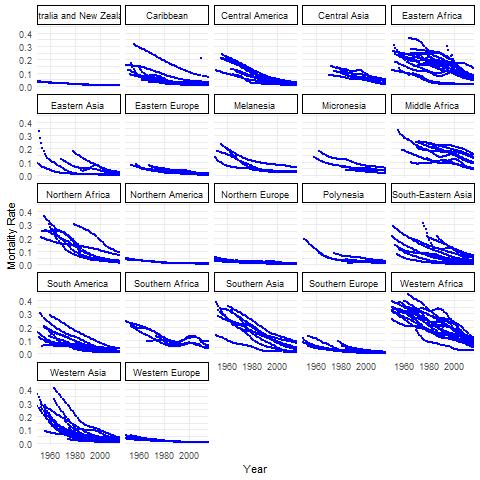 tralia and New Zeala
Caribbean
Central America
Central Asia
Eastern Africa
0.4
0.3
0.2
0.1
0.0
Eastern Asia
Eastern Europe
Melanesia
Micronesia
Middle Africa
0.4
0.3
0.2
0.1
0.0
Northern Africa
Northern America
Northern Europe
Polynesia
South-Eastern Asia
0.4
0.3
0.2
0.1
0.0
South America
Southern Africa
Southern Asia
Southern Europe
Western Africa
0.4
0.3
0.2
0.1
0.0
1960 1980 2000
1960 1980 2000
1960 1980 2000
Western Asia
Western Europe
0.4
0.3
0.2
0.1
0.0
1960 1980 2000
1960 1980 2000
Mortality Rate
Year